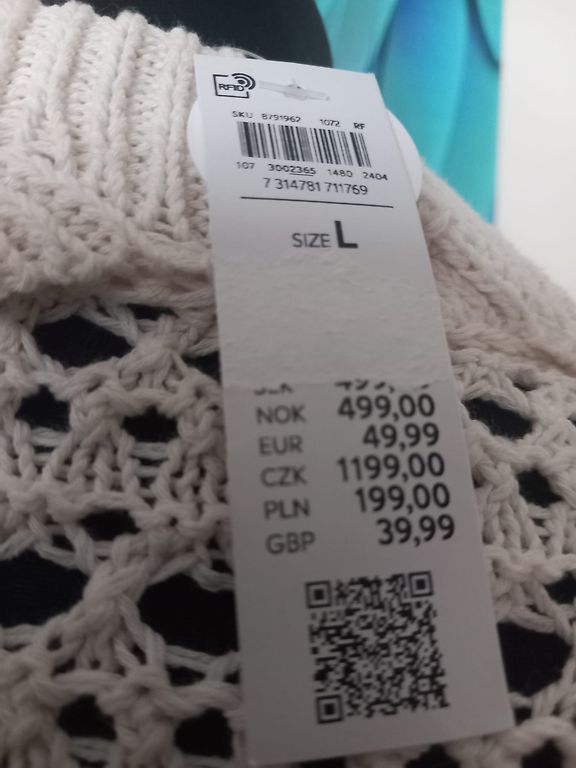 RFID
SKU 8791962 1072 RF
107 3002365 1480 2404
7 314781 711769
SIZE L
NOK 499,00
EUR 49,99
CZK 1199,00
PLN 199,00
GBP 39,99